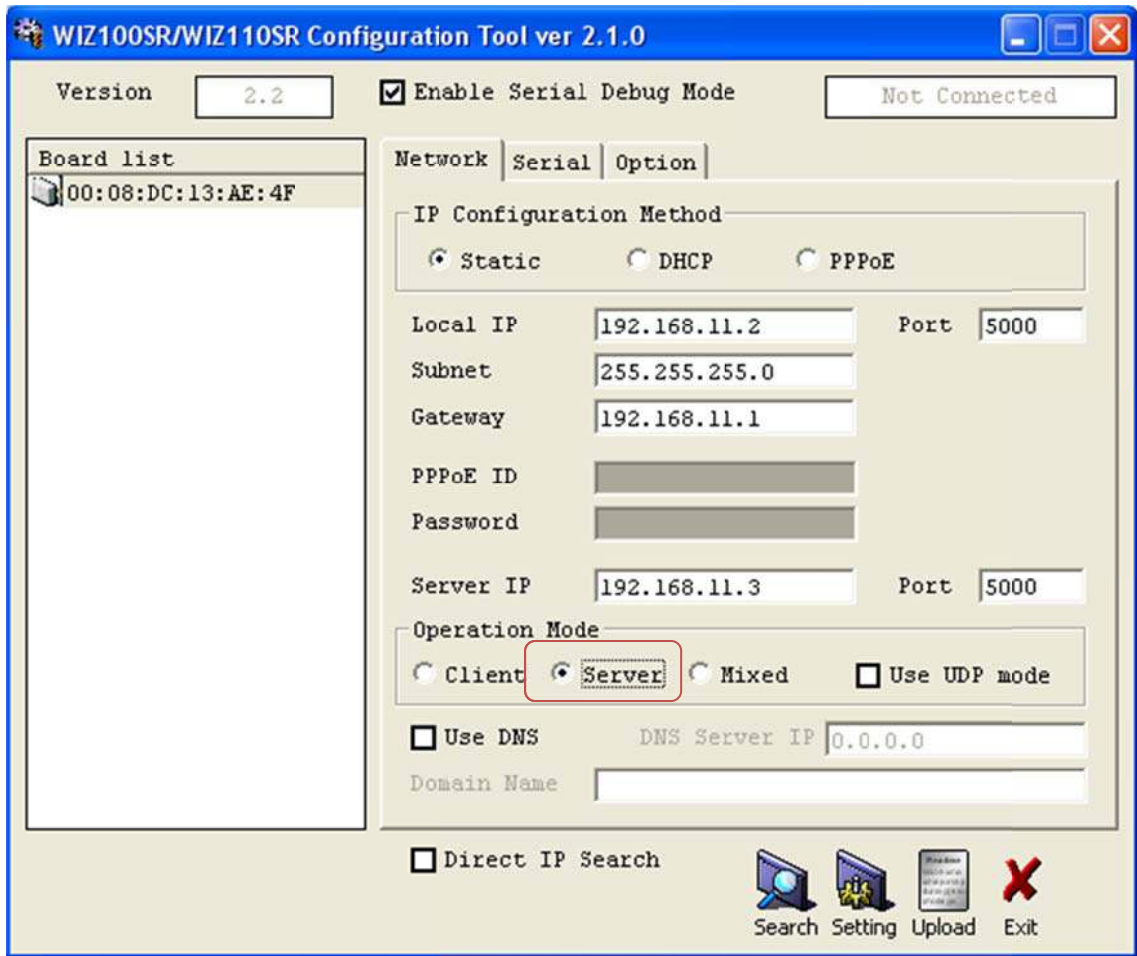 WIZ100SR/WIZ110SR Configuration Tool ver 2.1.0
Version 2.2 Enable Serial Debug Mode Not Connected
Board list
00:08:DC:13:AE:4F
Network Serial Option
IP Configuration Method
Static DHCP PPPoE
Local IP 192.168.11.2 Port 5000
Subnet 255.255.255.0
Gateway 192.168.11.1
PPPoE ID
Password
Server IP 192.168.11.3 Port 5000
Operation Mode
Client Server Mixed Use UDP mode
Use DNS DNS Server IP 0.0.0.0
Domain Name
Direct IP Search
Search Setting Upload Exit